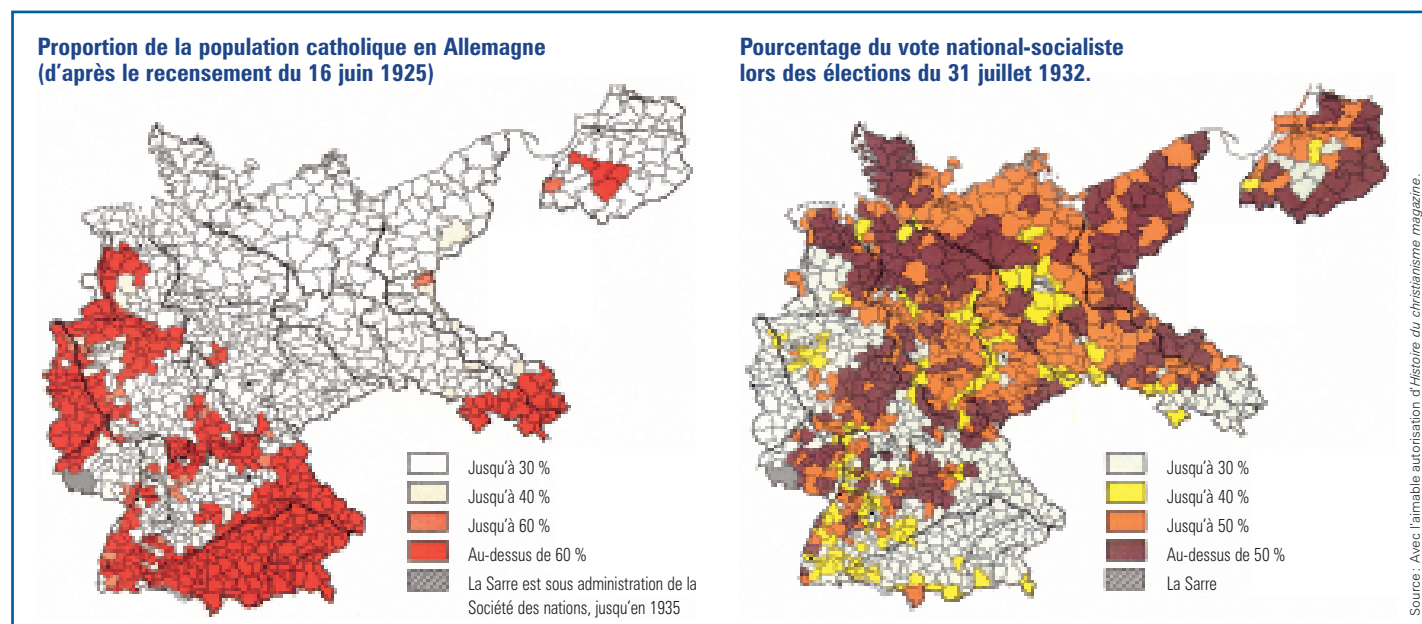 Proportion de la population catholique en Allemagne
(d'après le recensement du 16 juin 1925)
Jusqu'à 30 %
Jusqu'à 40 %
Jusqu'à 60 %
Au-dessus de 60 %
La Sarre est sous administration de la
Société des nations, jusqu'en 1935
Pourcentage du vote national-socialiste
lors des élections du 31 juillet 1932.
Jusqu'à 30 %
Jusqu'à 40 %
Jusqu'à 50 %
Au-dessus de 50 %
La Sarre
Source : Avec l'aimable autorisation d'Histoire du christianisme magazine.